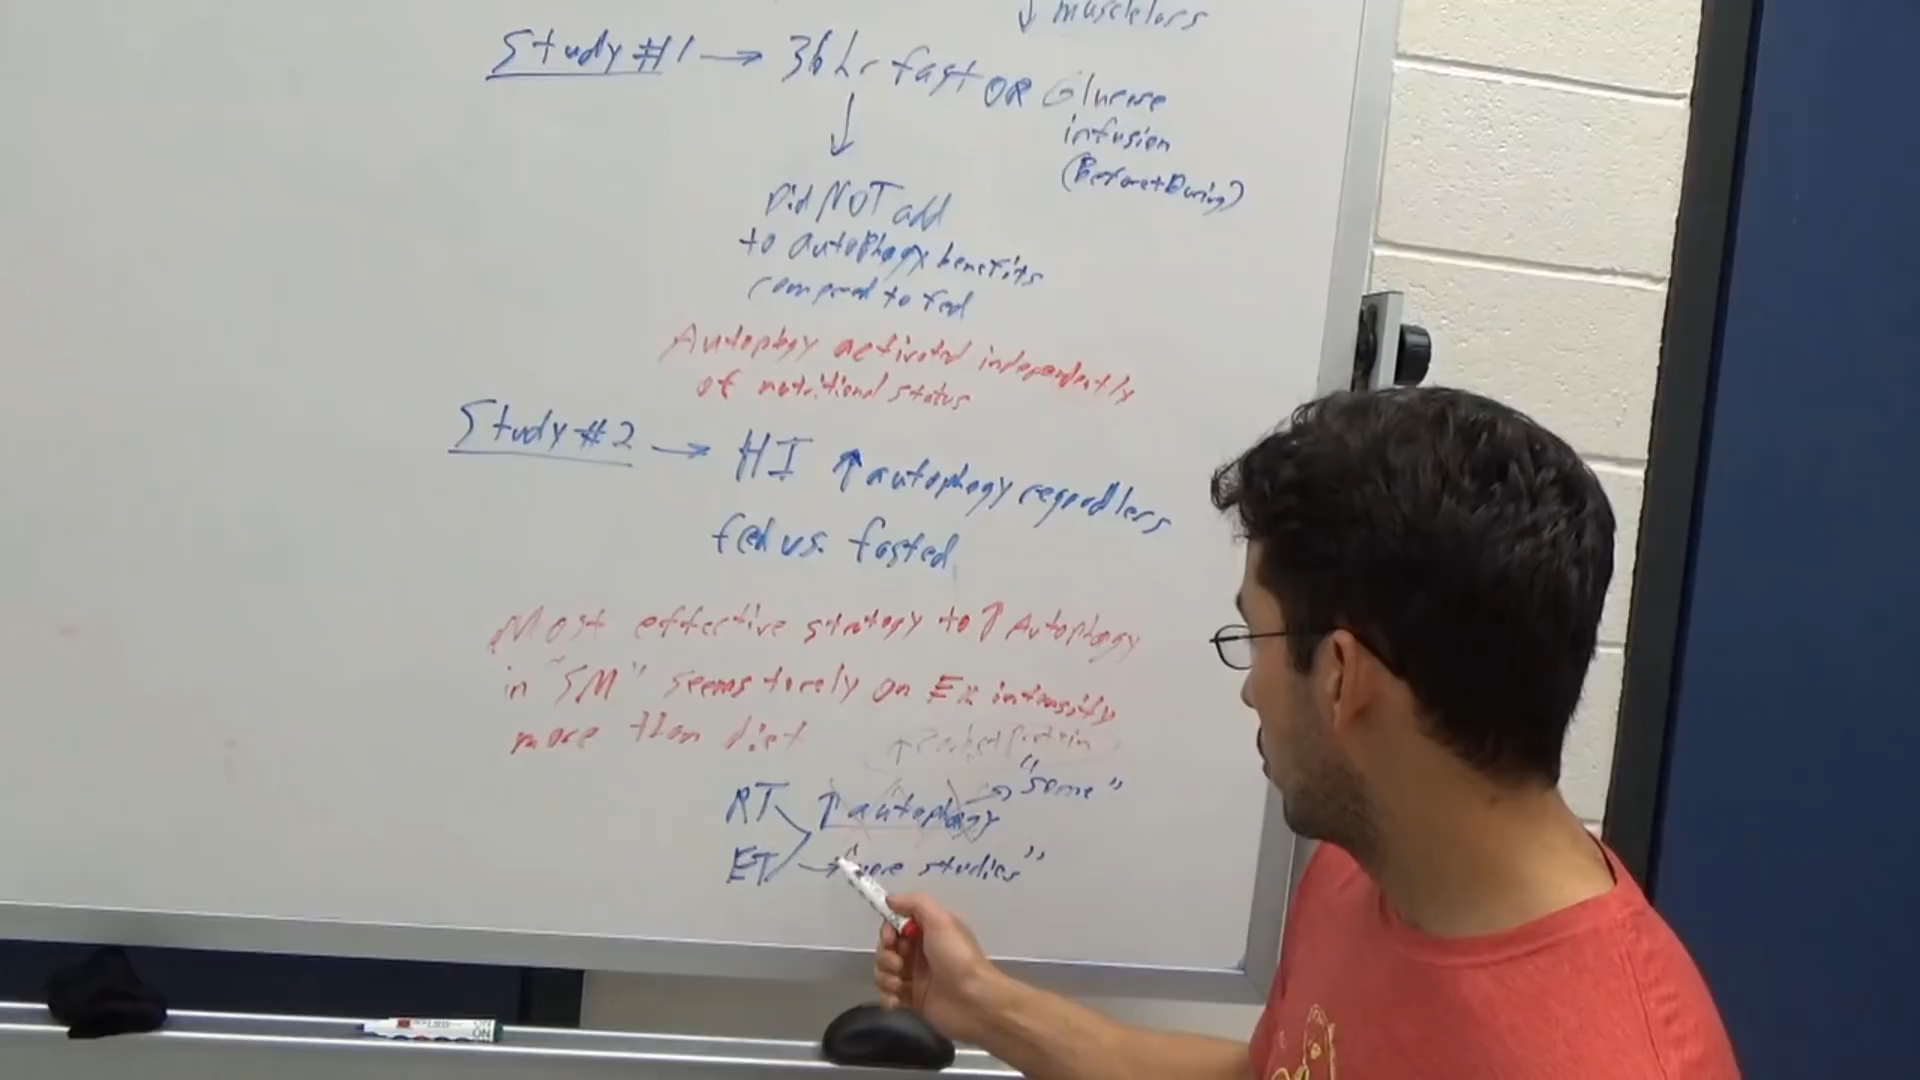 ↓ muscle loss
Study #1 → 36 hr fast OR Glucose
infusion
(Before + During)
↓
Did NOT add
to autophagy benefits
compared to fed
Autophagy activated independently
of nutritional status
Study #2 → HI ↑ autophagy regardless
fed vs. fasted
Most effective strategy to ↑ Autophagy
in "SM" seems to rely on Ex intensity
more than diet
RT ↑ autophagy → "some"
ET → "more studies"